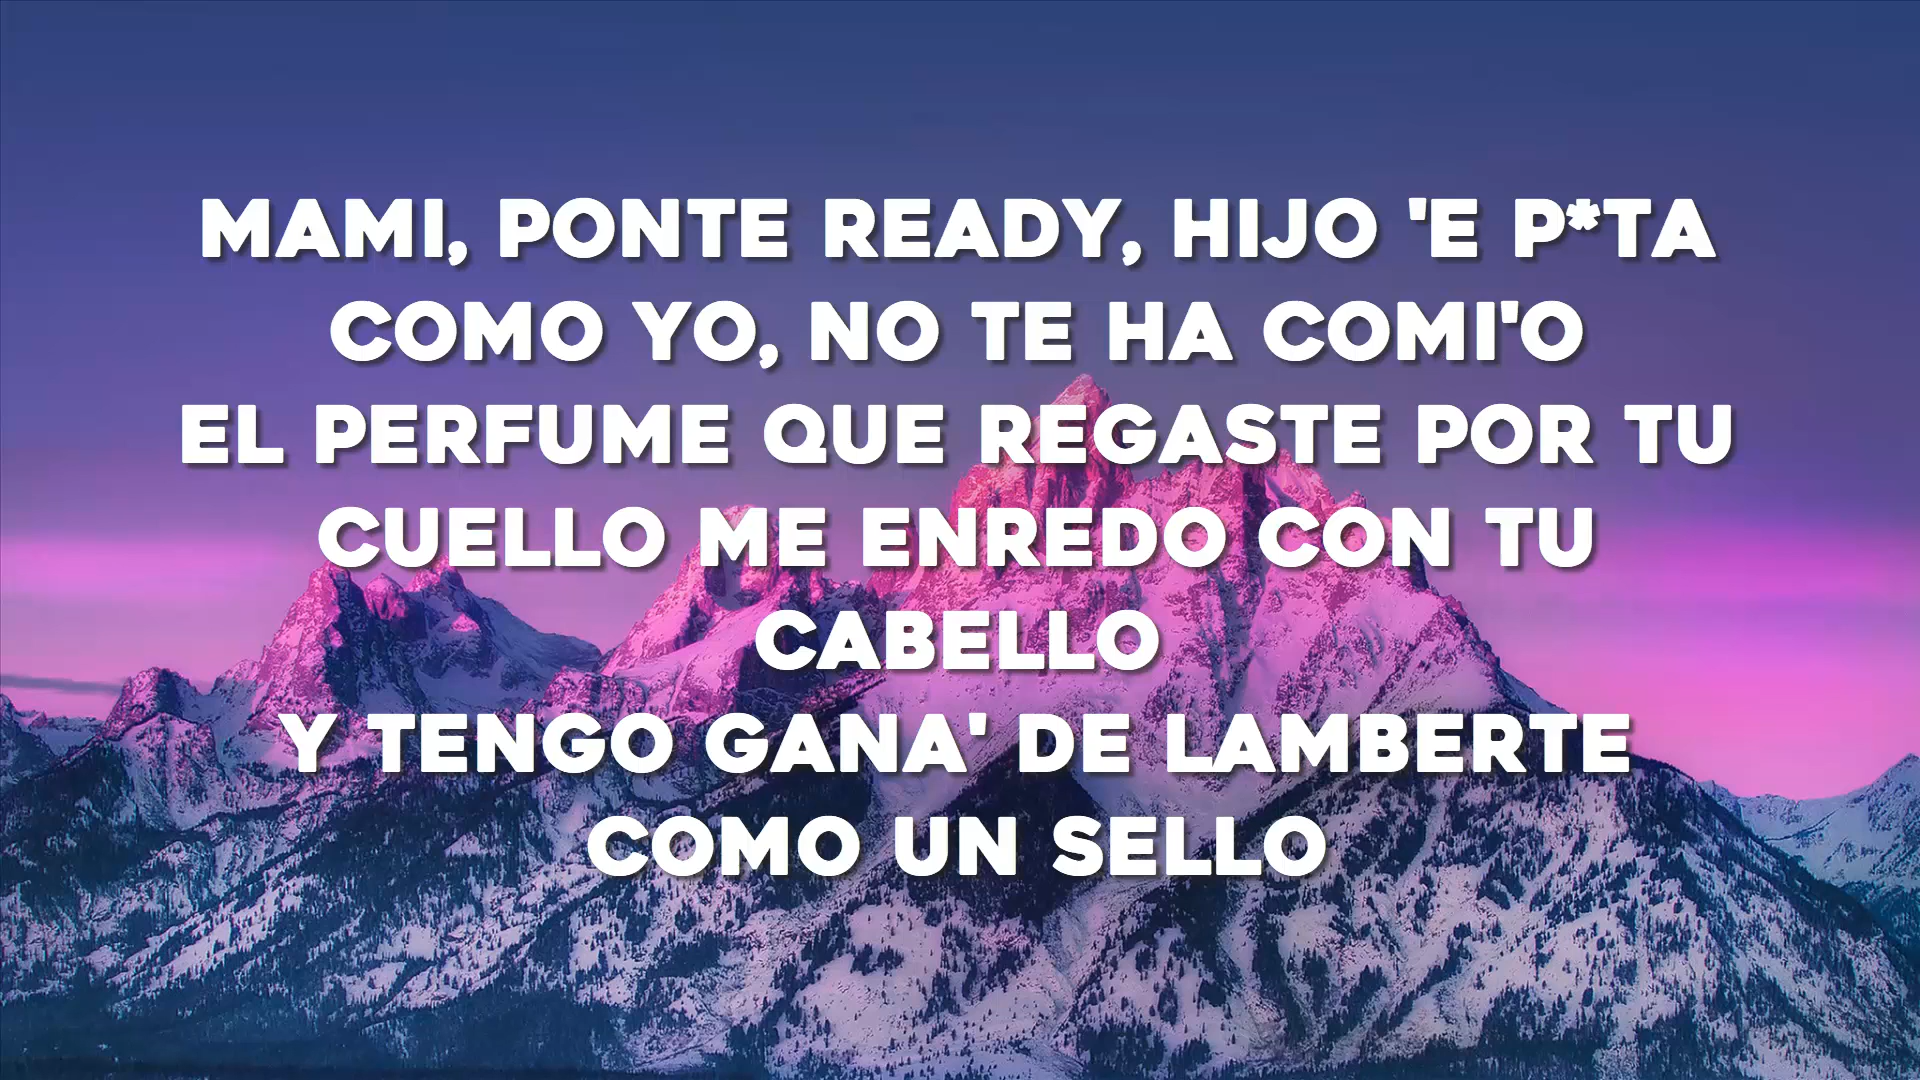 MAMI, PONTE READY, HIJO 'E P*TA
COMO YO, NO TE HA COMI'O
EL PERFUME QUE REGASTE POR TU
CUELLO ME ENREDO CON TU
CABELLO
Y TENGO GANA' DE LAMBERTE
COMO UN SELLO